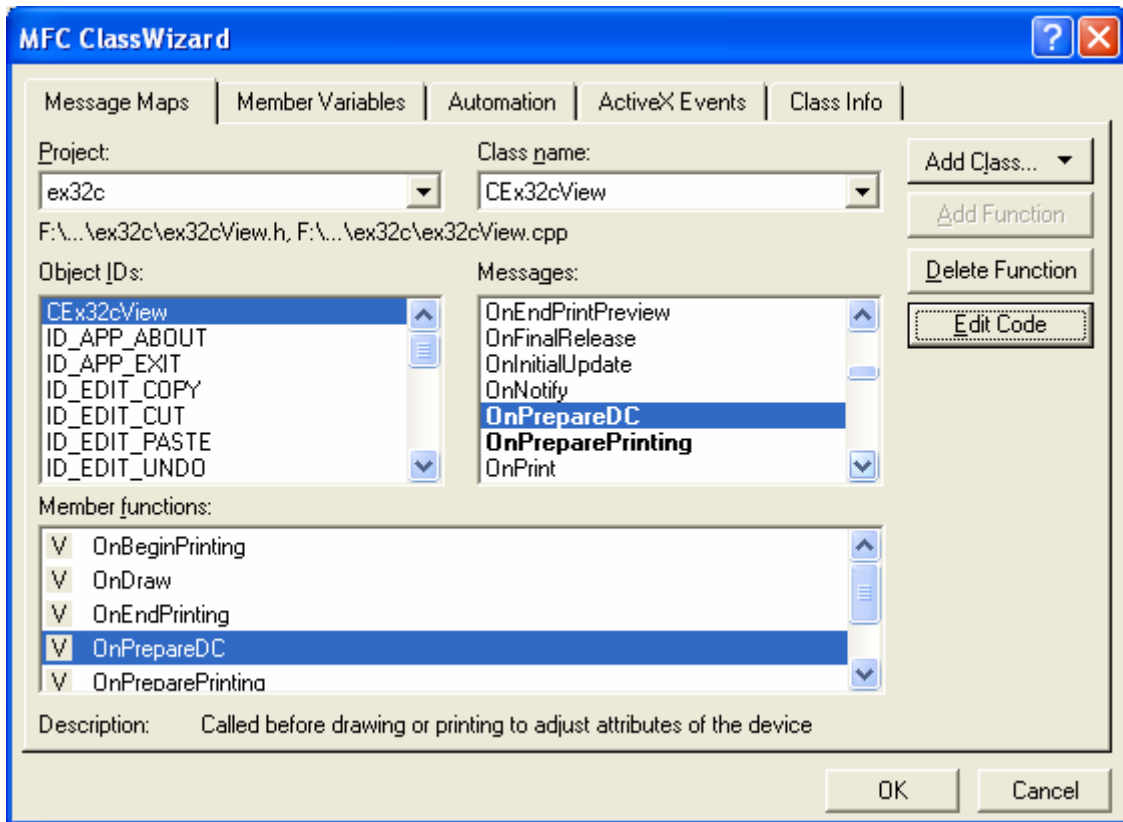 MFC ClassWizard
Message Maps Member Variables Automation ActiveX Events Class Info
Project: Class name:
ex32c CEx32cView
F:\...\ex32c\ex32cView.h, F:\...\ex32c\ex32cView.cpp
Object IDs: Messages:
CEx32cView
ID_APP_ABOUT
ID_APP_EXIT
ID_EDIT_COPY
ID_EDIT_CUT
ID_EDIT_PASTE
ID_EDIT_UNDO
OnEndPrintPreview
OnFinalRelease
OnInitialUpdate
OnNotify
OnPrepareDC
OnPreparePrinting
OnPrint
Add Class...
Add Function
Delete Function
Edit Code
Member functions:
V OnBeginPrinting
V OnDraw
V OnEndPrinting
V OnPrepareDC
V OnPreparePrinting
Description: Called before drawing or printing to adjust attributes of the device
OK Cancel